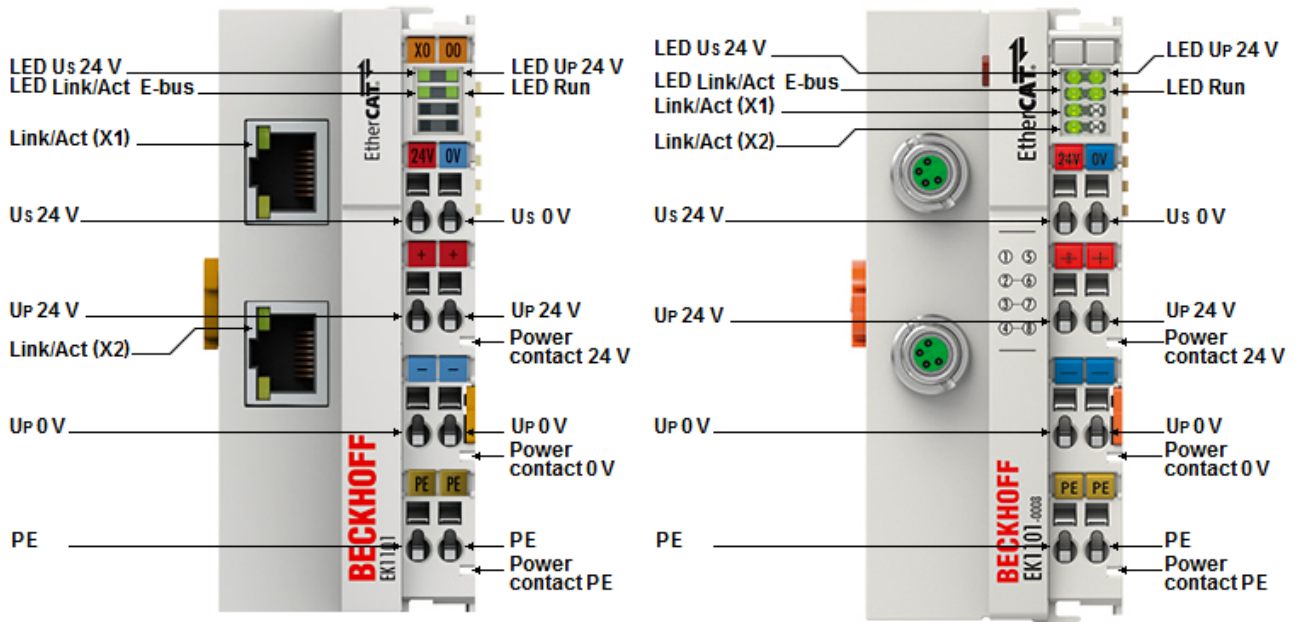 LED Us 24 V
LED Link/Act E-bus
Link/Act (X1)
Us 24 V
UP 24 V
Link/Act (X2)
UP 0 V
PE
X0 00
EtherCAT.
24V 0V
+ +
- -
PE PE
BECKHOFF
EK1101
LED UP 24 V
LED Run
Us 0 V
UP 24 V
Power
contact 24 V
UP 0 V
Power
contact 0 V
PE
Power
contact PE
LED Us 24 V
LED Link/Act E-bus
Link/Act (X1)
Link/Act (X2)
Us 24 V
UP 24 V
UP 0 V
PE
EtherCAT.
24V 0V
+ +
1 5
2 6
3 7
4 8
— —
PE PE
BECKHOFF
EK1101-0008
LED UP 24 V
LED Run
Us 0 V
UP 24 V
Power
contact 24 V
UP 0 V
Power
contact 0 V
PE
Power
contact PE